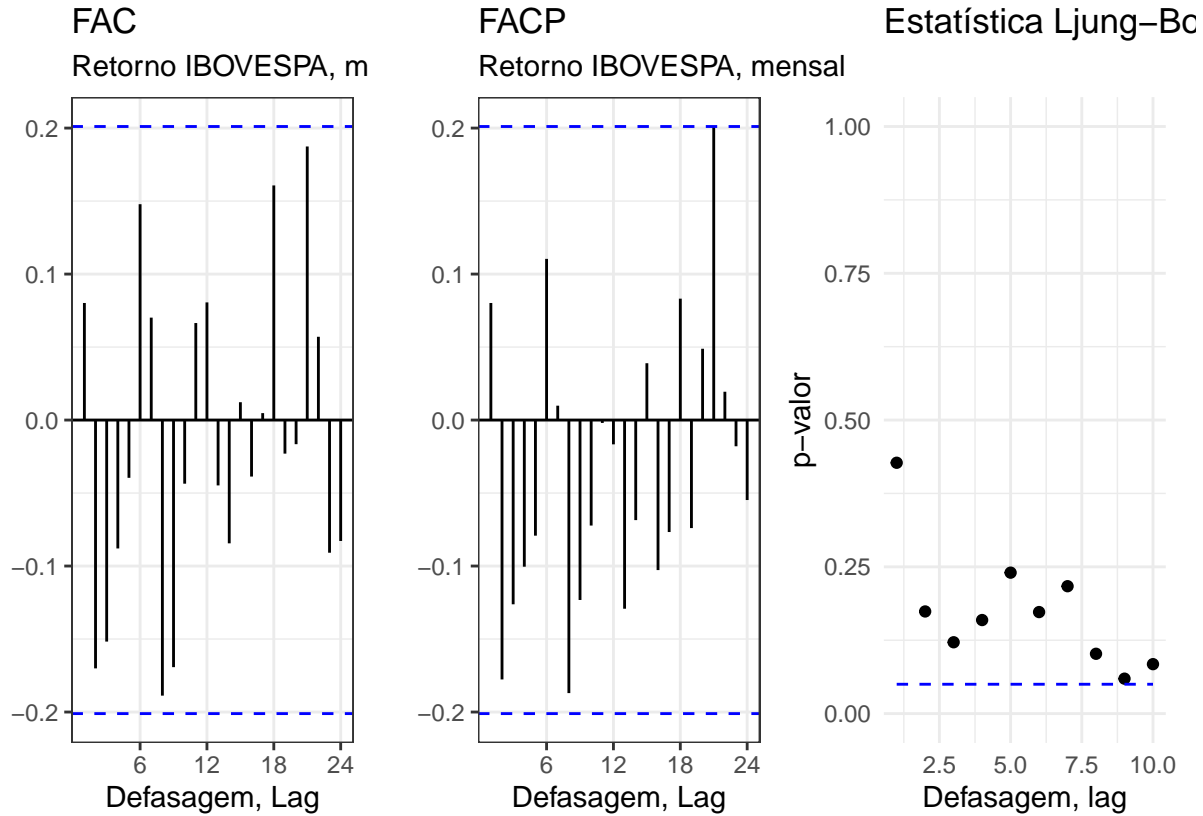 FAC
Retorno IBOVESPA, m
0.2
0.1
0.0
−0.1
−0.2
6 12 18 24
Defasagem, Lag
FACP
Retorno IBOVESPA, mensal
0.2
0.1
0.0
−0.1
−0.2
6 12 18 24
Defasagem, Lag
Estatística Ljung−Bo
p−valor
1.00
0.75
0.50
0.25
0.00
2.5 5.0 7.5 10.0
Defasagem, lag